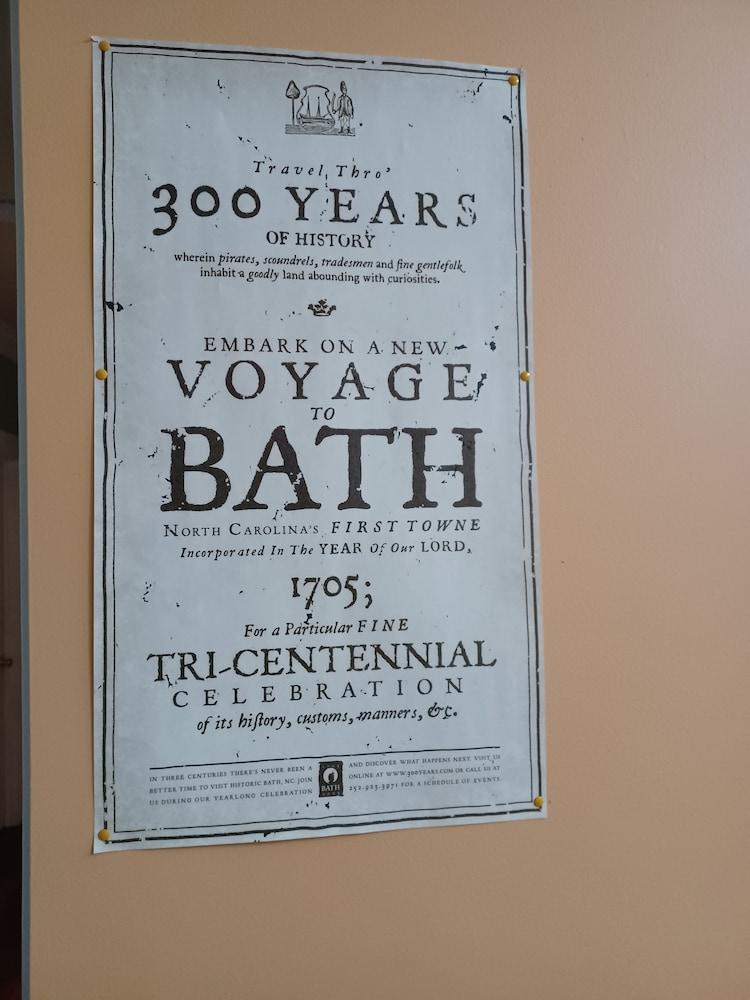 Travel Thro'
300 YEARS
OF HISTORY
wherein pirates, scoundrels, tradesmen and fine gentlefolk
inhabit a goodly land abounding with curiosities.
EMBARK ON A NEW
VOYAGE
TO
BATH
NORTH CAROLINA'S FIRST TOWNE
Incorporated In The YEAR Of Our LORD,
1705;
For a Particular FINE
TRI-CENTENNIAL
CELEBRATION
of its hiſtory, cuſtoms, manners, &c.
IN THREE CENTURIES THERE'S NEVER BEEN A
BETTER TIME TO VISIT HISTORIC BATH, NC. JOIN
US DURING OUR YEARLONG CELEBRATION
BATH
AND DISCOVER WHAT HAPPENS NEXT. VISIT US
ONLINE AT WWW.300YEARS.COM OR CALL US AT
252.923.3971 FOR A SCHEDULE OF EVENTS.